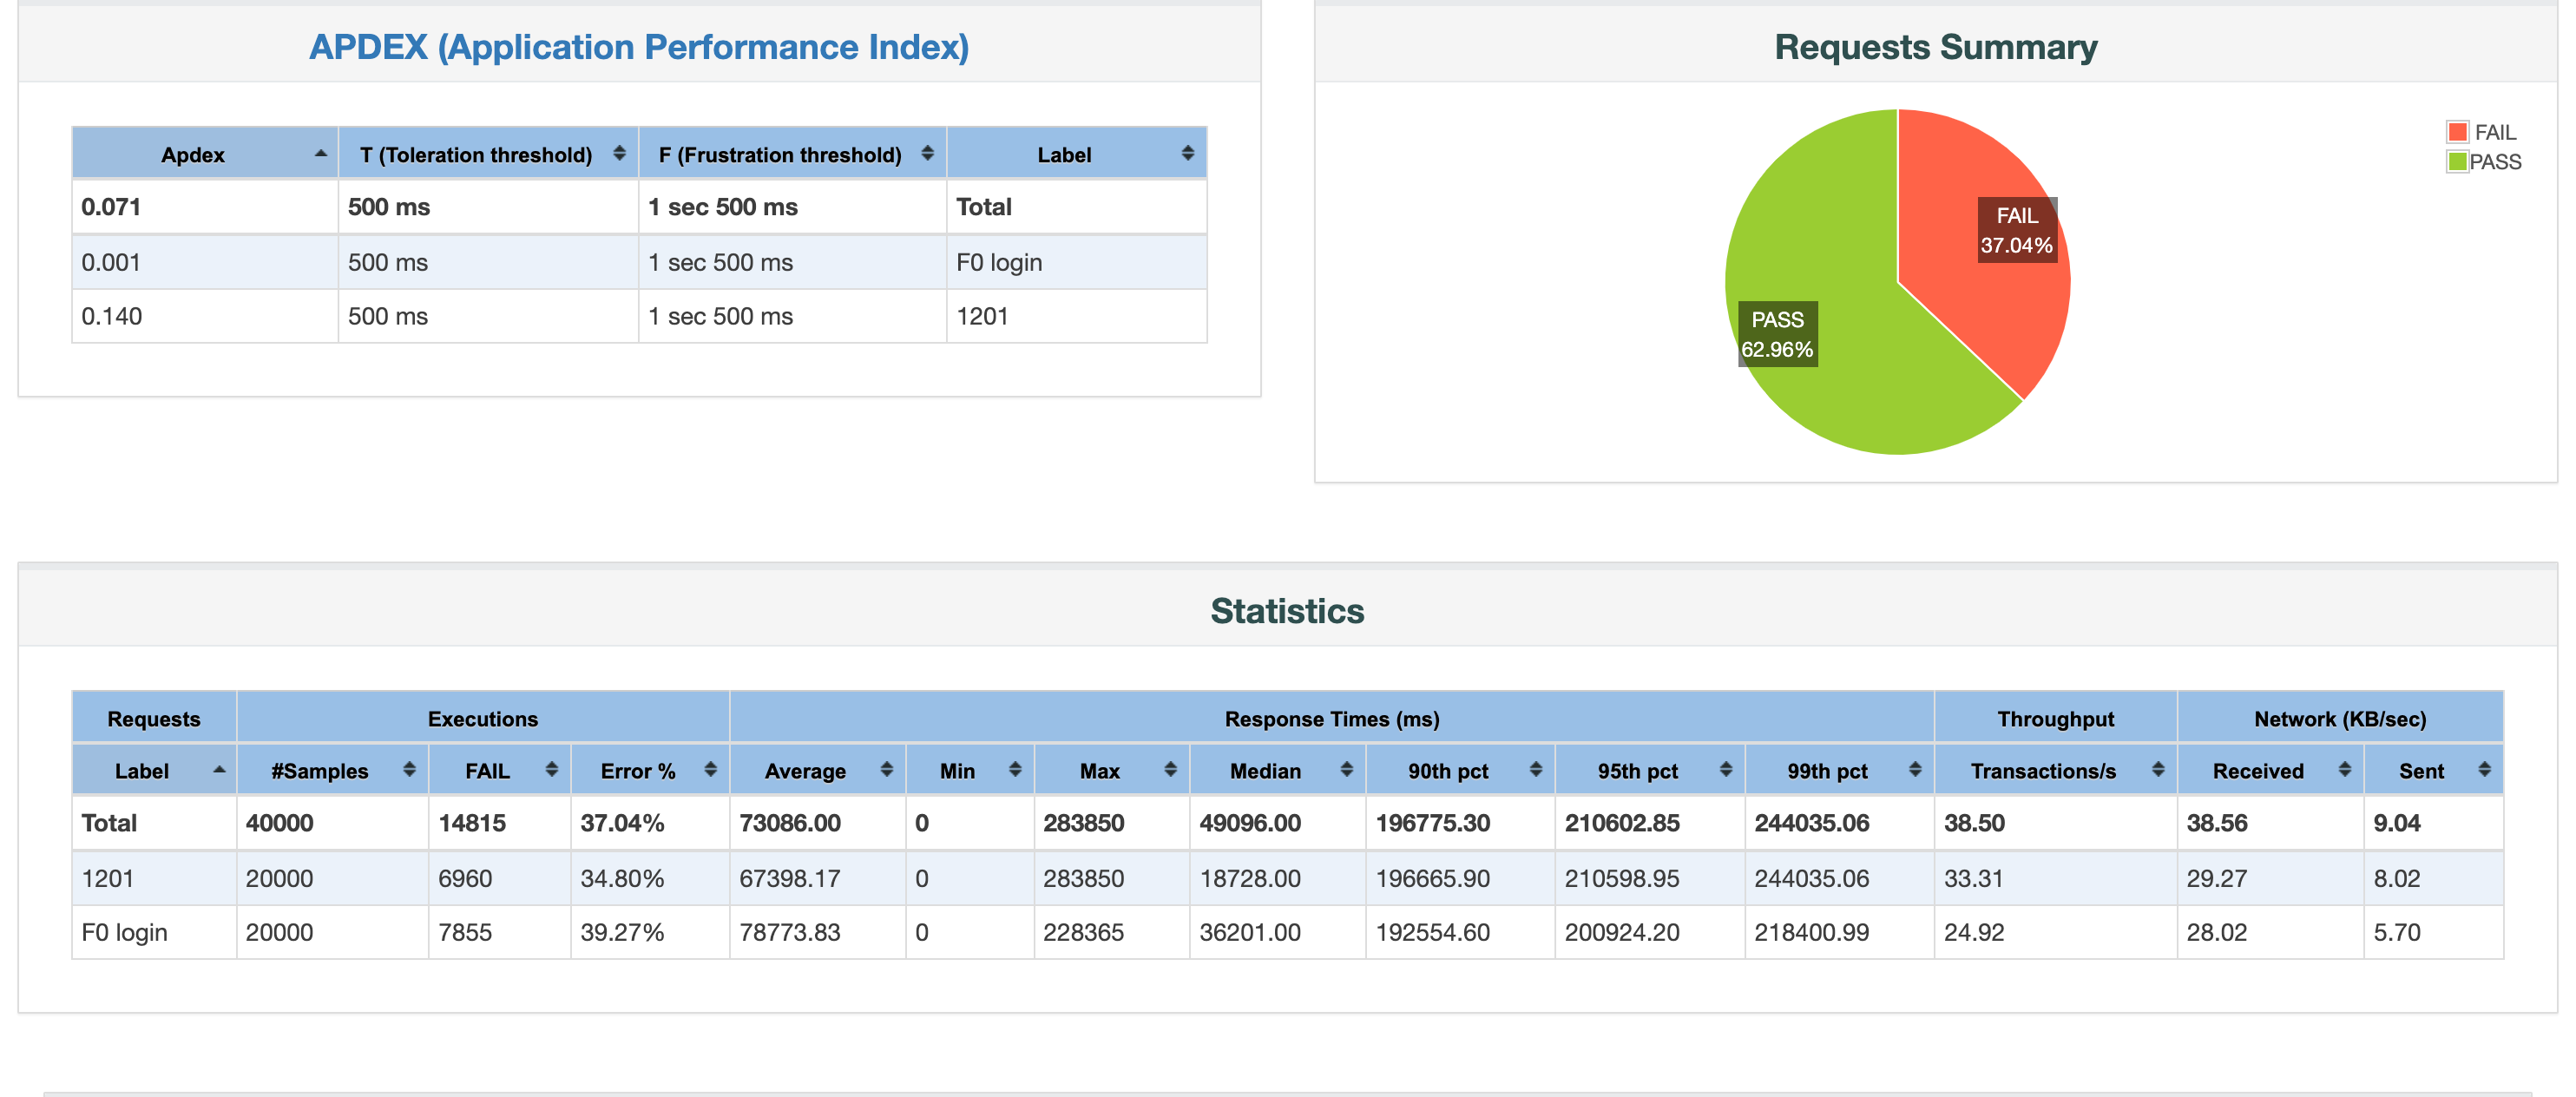 APDEX (Application Performance Index)
Apdex T (Toleration threshold) F (Frustration threshold) Label
0.071 500 ms 1 sec 500 ms Total
0.001 500 ms 1 sec 500 ms F0 login
0.140 500 ms 1 sec 500 ms 1201
Requests Summary
FAIL
PASS
FAIL
37.04%
PASS
62.96%
Statistics
Requests Executions Response Times (ms) Throughput Network (KB/sec)
Label #Samples FAIL Error % Average Min Max Median 90th pct 95th pct 99th pct Transactions/s Received Sent
Total 40000 14815 37.04% 73086.00 0 283850 49096.00 196775.30 210602.85 244035.06 38.50 38.56 9.04
1201 20000 6960 34.80% 67398.17 0 283850 18728.00 196665.90 210598.95 244035.06 33.31 29.27 8.02
F0 login 20000 7855 39.27% 78773.83 0 228365 36201.00 192554.60 200924.20 218400.99 24.92 28.02 5.70